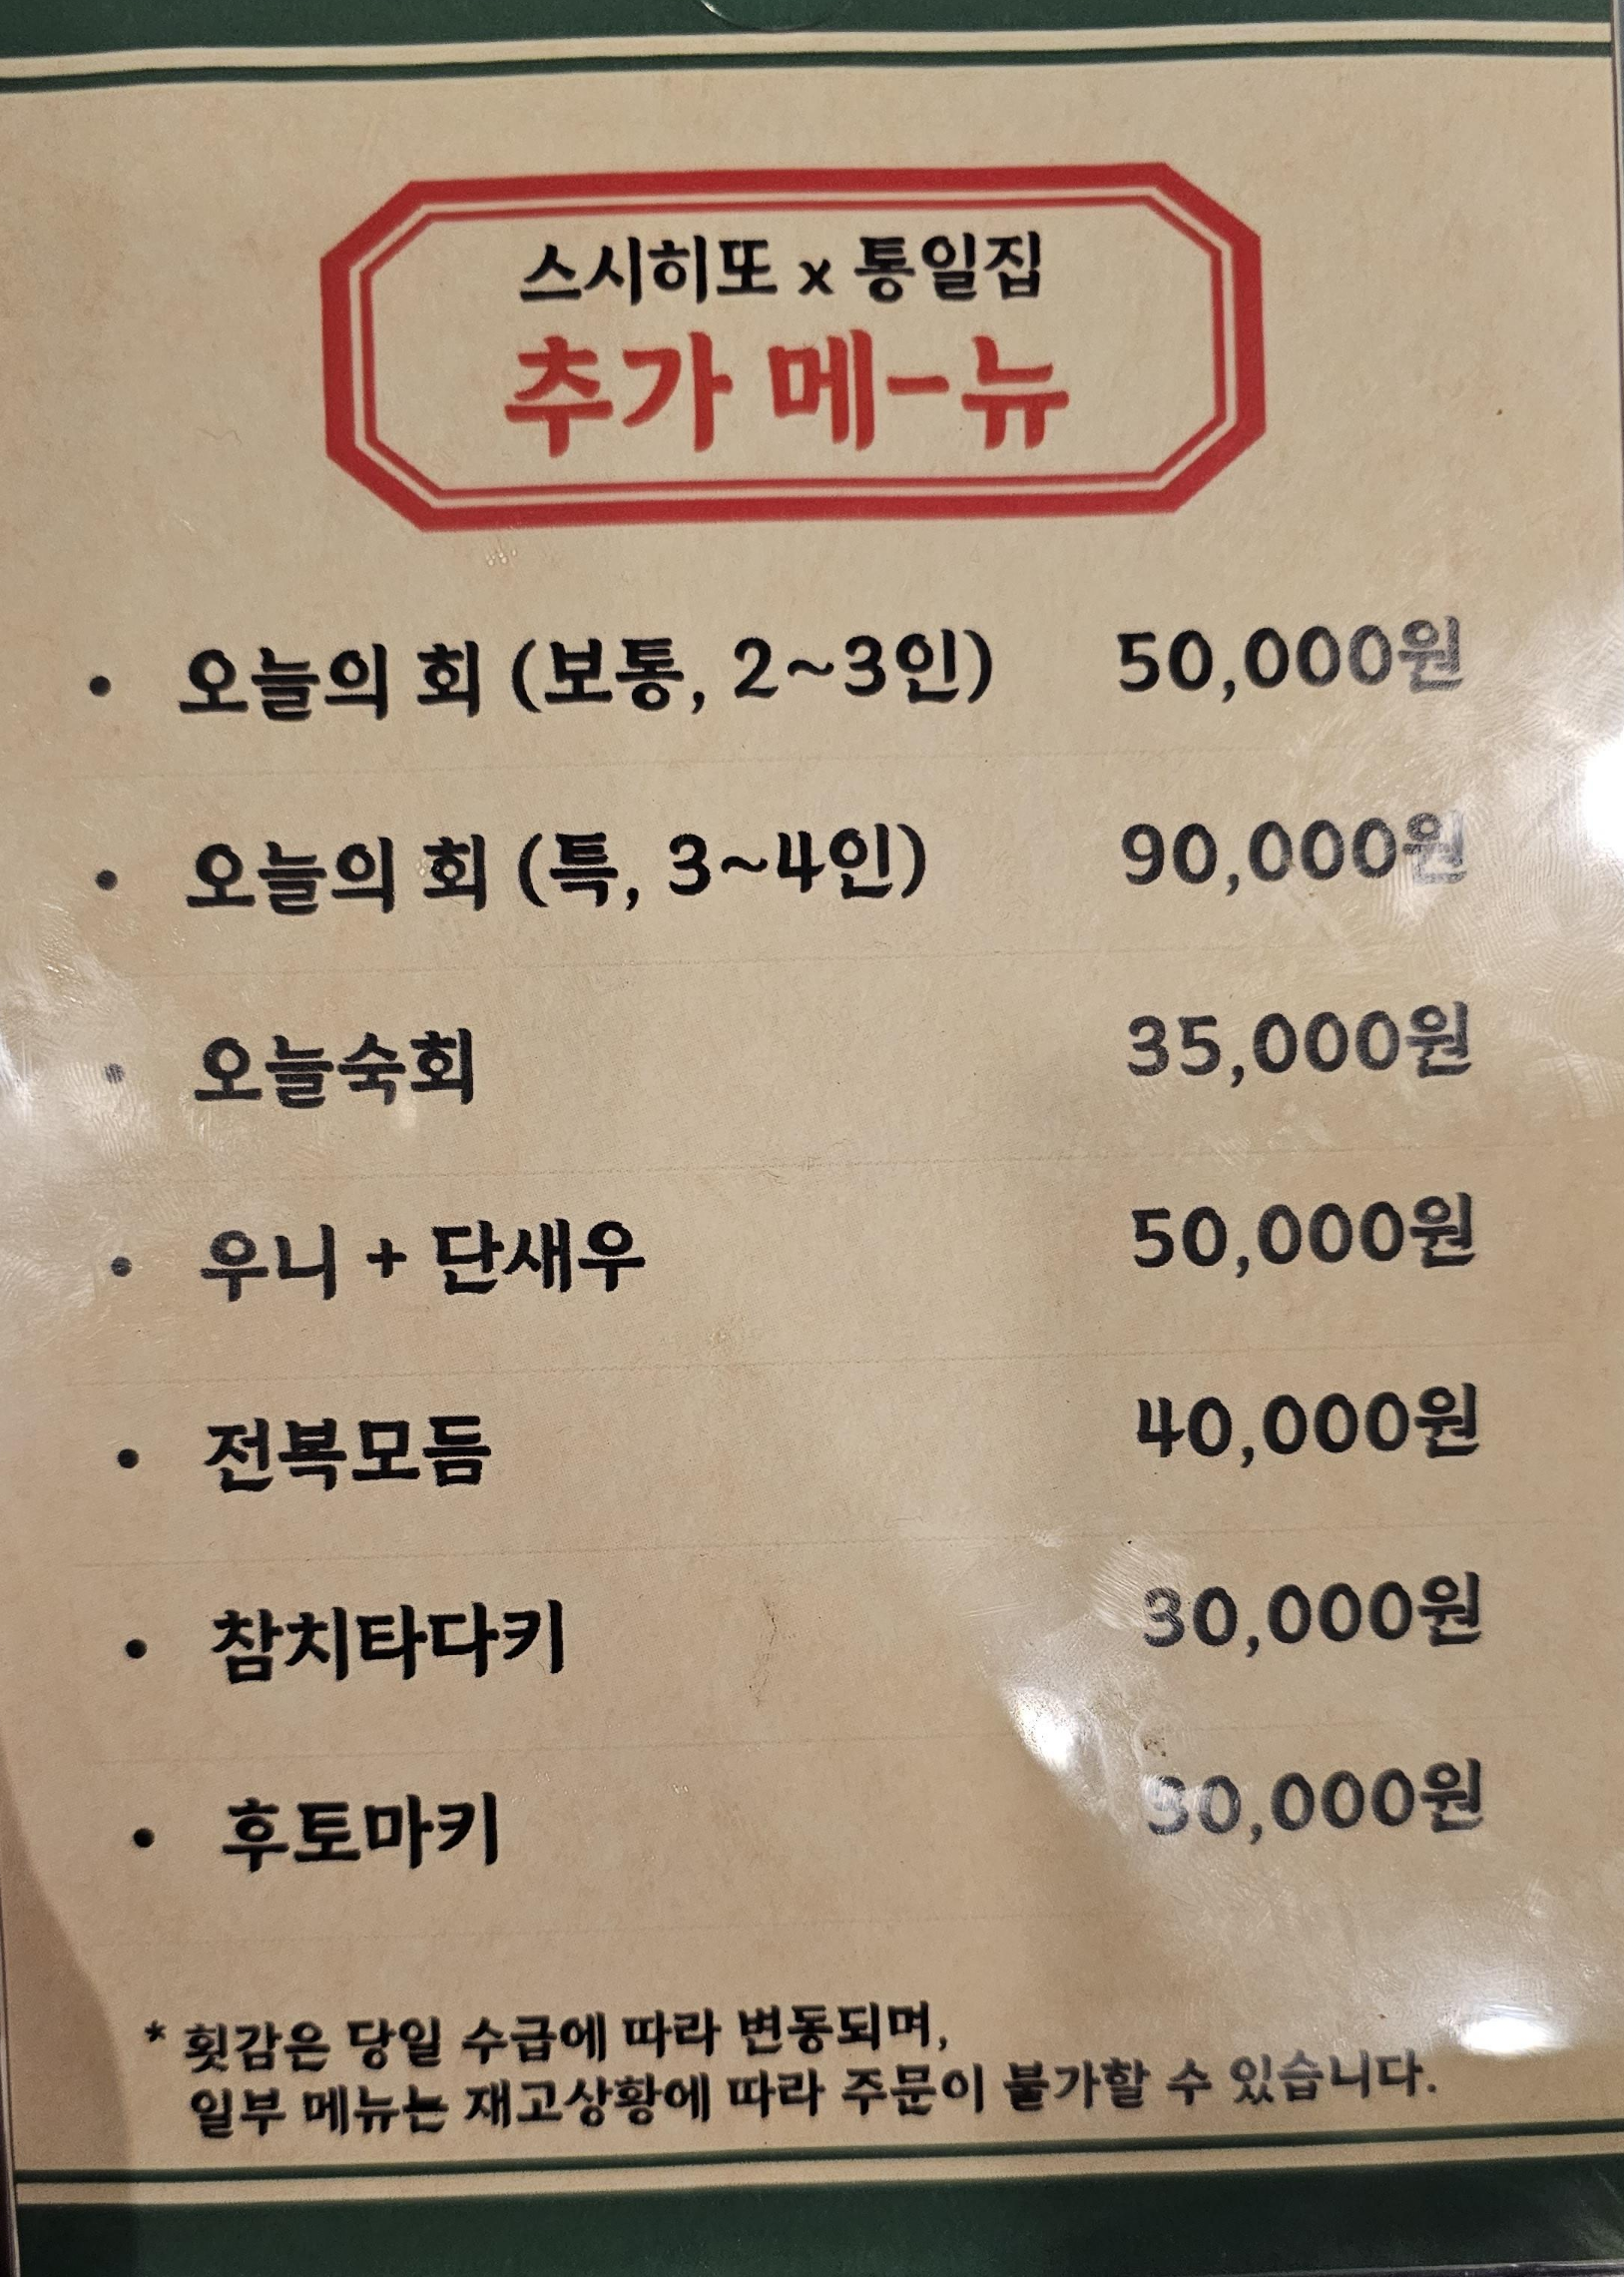 스시히또 x 통일집
추가 메-뉴
• 오늘의 회 (보통, 2~3인) 50,000원
• 오늘의 회 (특, 3~4인) 90,000원
• 오늘숙회 35,000원
• 우니 + 단새우 50,000원
• 전복모듬 40,000원
• 참치타다키 30,000원
• 후토마키 30,000원
* 횟감은 당일 수급에 따라 변동되며,
일부 메뉴는 재고상황에 따라 주문이 불가할 수 있습니다.